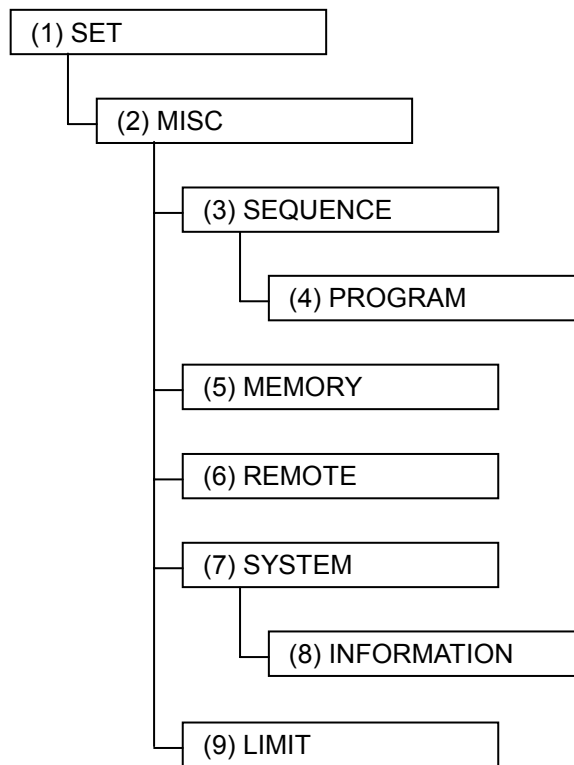 (1) SET
(2) MISC
(3) SEQUENCE
(4) PROGRAM
(5) MEMORY
(6) REMOTE
(7) SYSTEM
(8) INFORMATION
(9) LIMIT